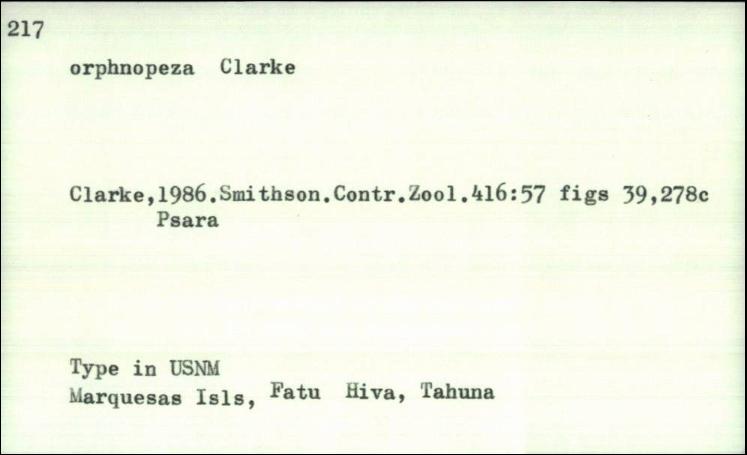 217
orphnopeza Clarke
Clarke,1986.Smithson.Contr.Zool.416:57 figs 39,278c
Psara
Type in USNM
Marquesas Isls, Fatu Hiva, Tahuna